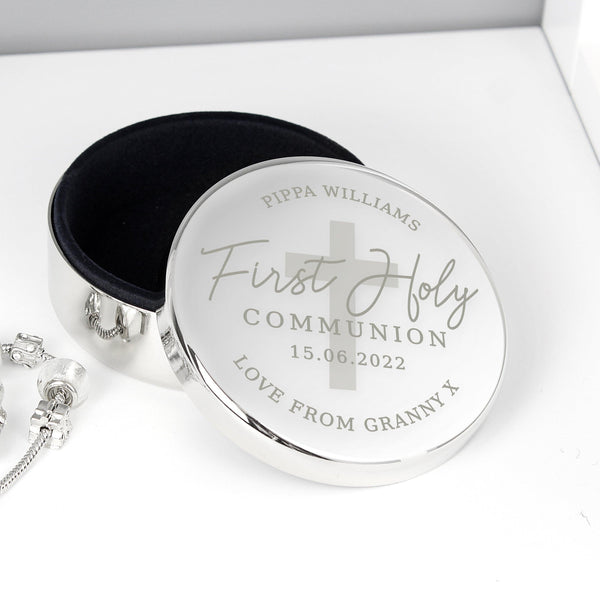 PIPPA WILLIAMS
First Holy
COMMUNION
15.06.2022
LOVE FROM GRANNY X